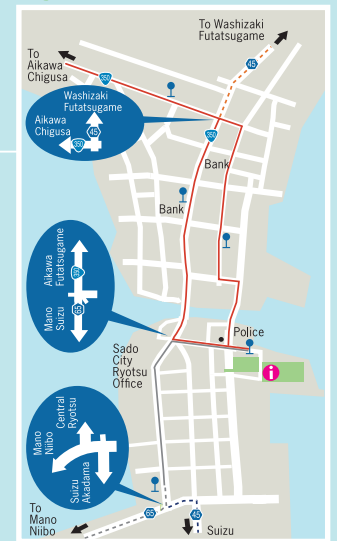 To Washizaki
Futatsugame
45
To
Aikawa
Chigusa
350
Washizaki
Futatsugame
Aikawa
Chigusa
45
350
350
Bank
Bank
Aikawa
Futatsugame
350
65
Mano
Suizu
Police
Sado
City
Ryotsu
Office
i
Central
Ryotsu
Mano
Niibo
Suizu
Akadama
To
Mano
Niibo
65
45
Suizu